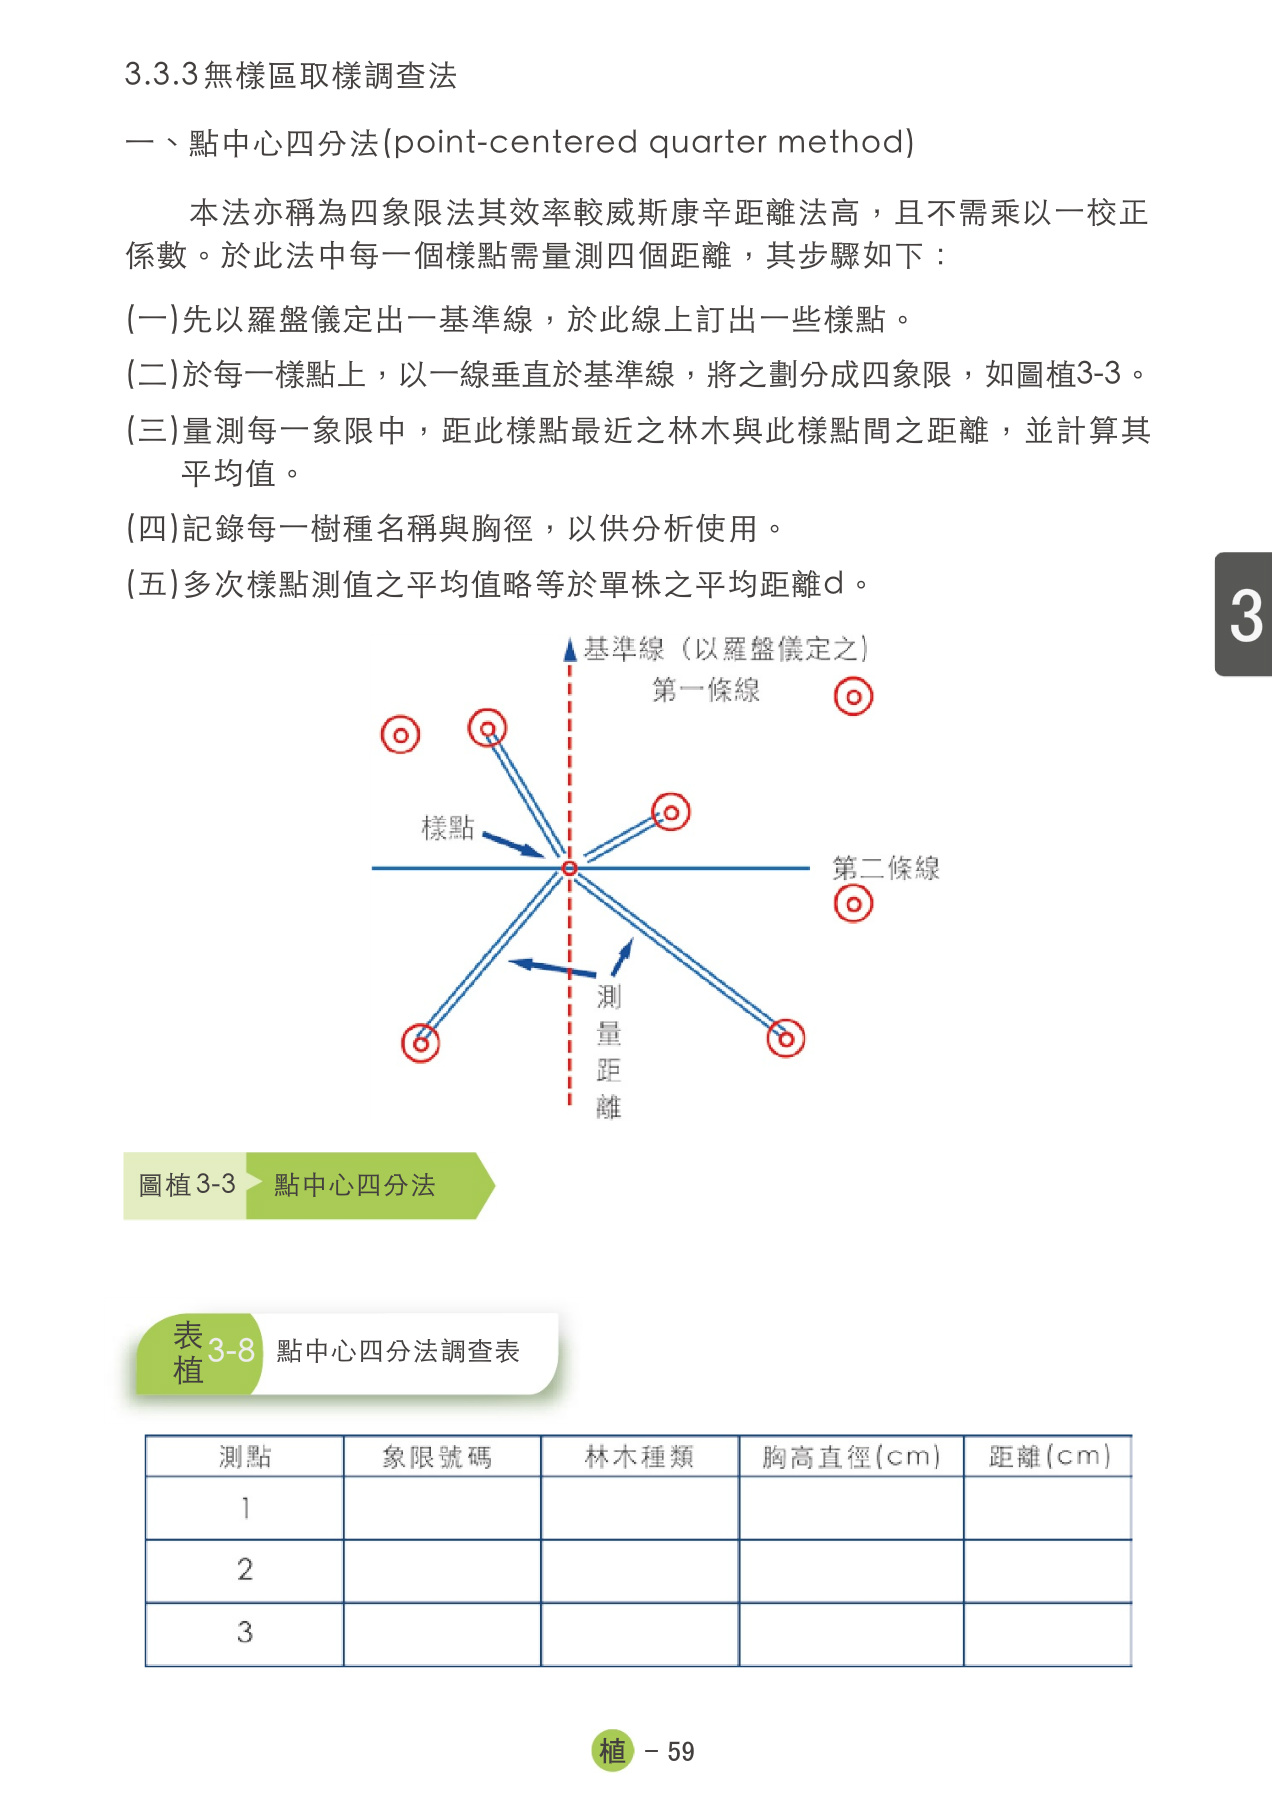 3.3.3無樣區取樣調查法
一、點中心四分法(point-centered quarter method)
本法亦稱為四象限法其效率較威斯康辛距離法高，且不需乘以一校正
係數。於此法中每一個樣點需量測四個距離，其步驟如下：
(一)先以羅盤儀定出一基準線，於此線上訂出一些樣點。
(二)於每一樣點上，以一線垂直於基準線，將之劃分成四象限，如圖植3-3。
(三)量測每一象限中，距此樣點最近之林木與此樣點間之距離，並計算其
平均值。
(四)記錄每一樹種名稱與胸徑，以供分析使用。
(五)多次樣點測值之平均值略等於單株之平均距離d。
3
基準線（以羅盤儀定之)
第一條線
樣點
第二條線
測量距離
圖植3-3 點中心四分法
表植3-8 點中心四分法調查表
測點 象限號碼 林木種類 胸高直徑(cm) 距離(cm)
1
2
3
植 – 59